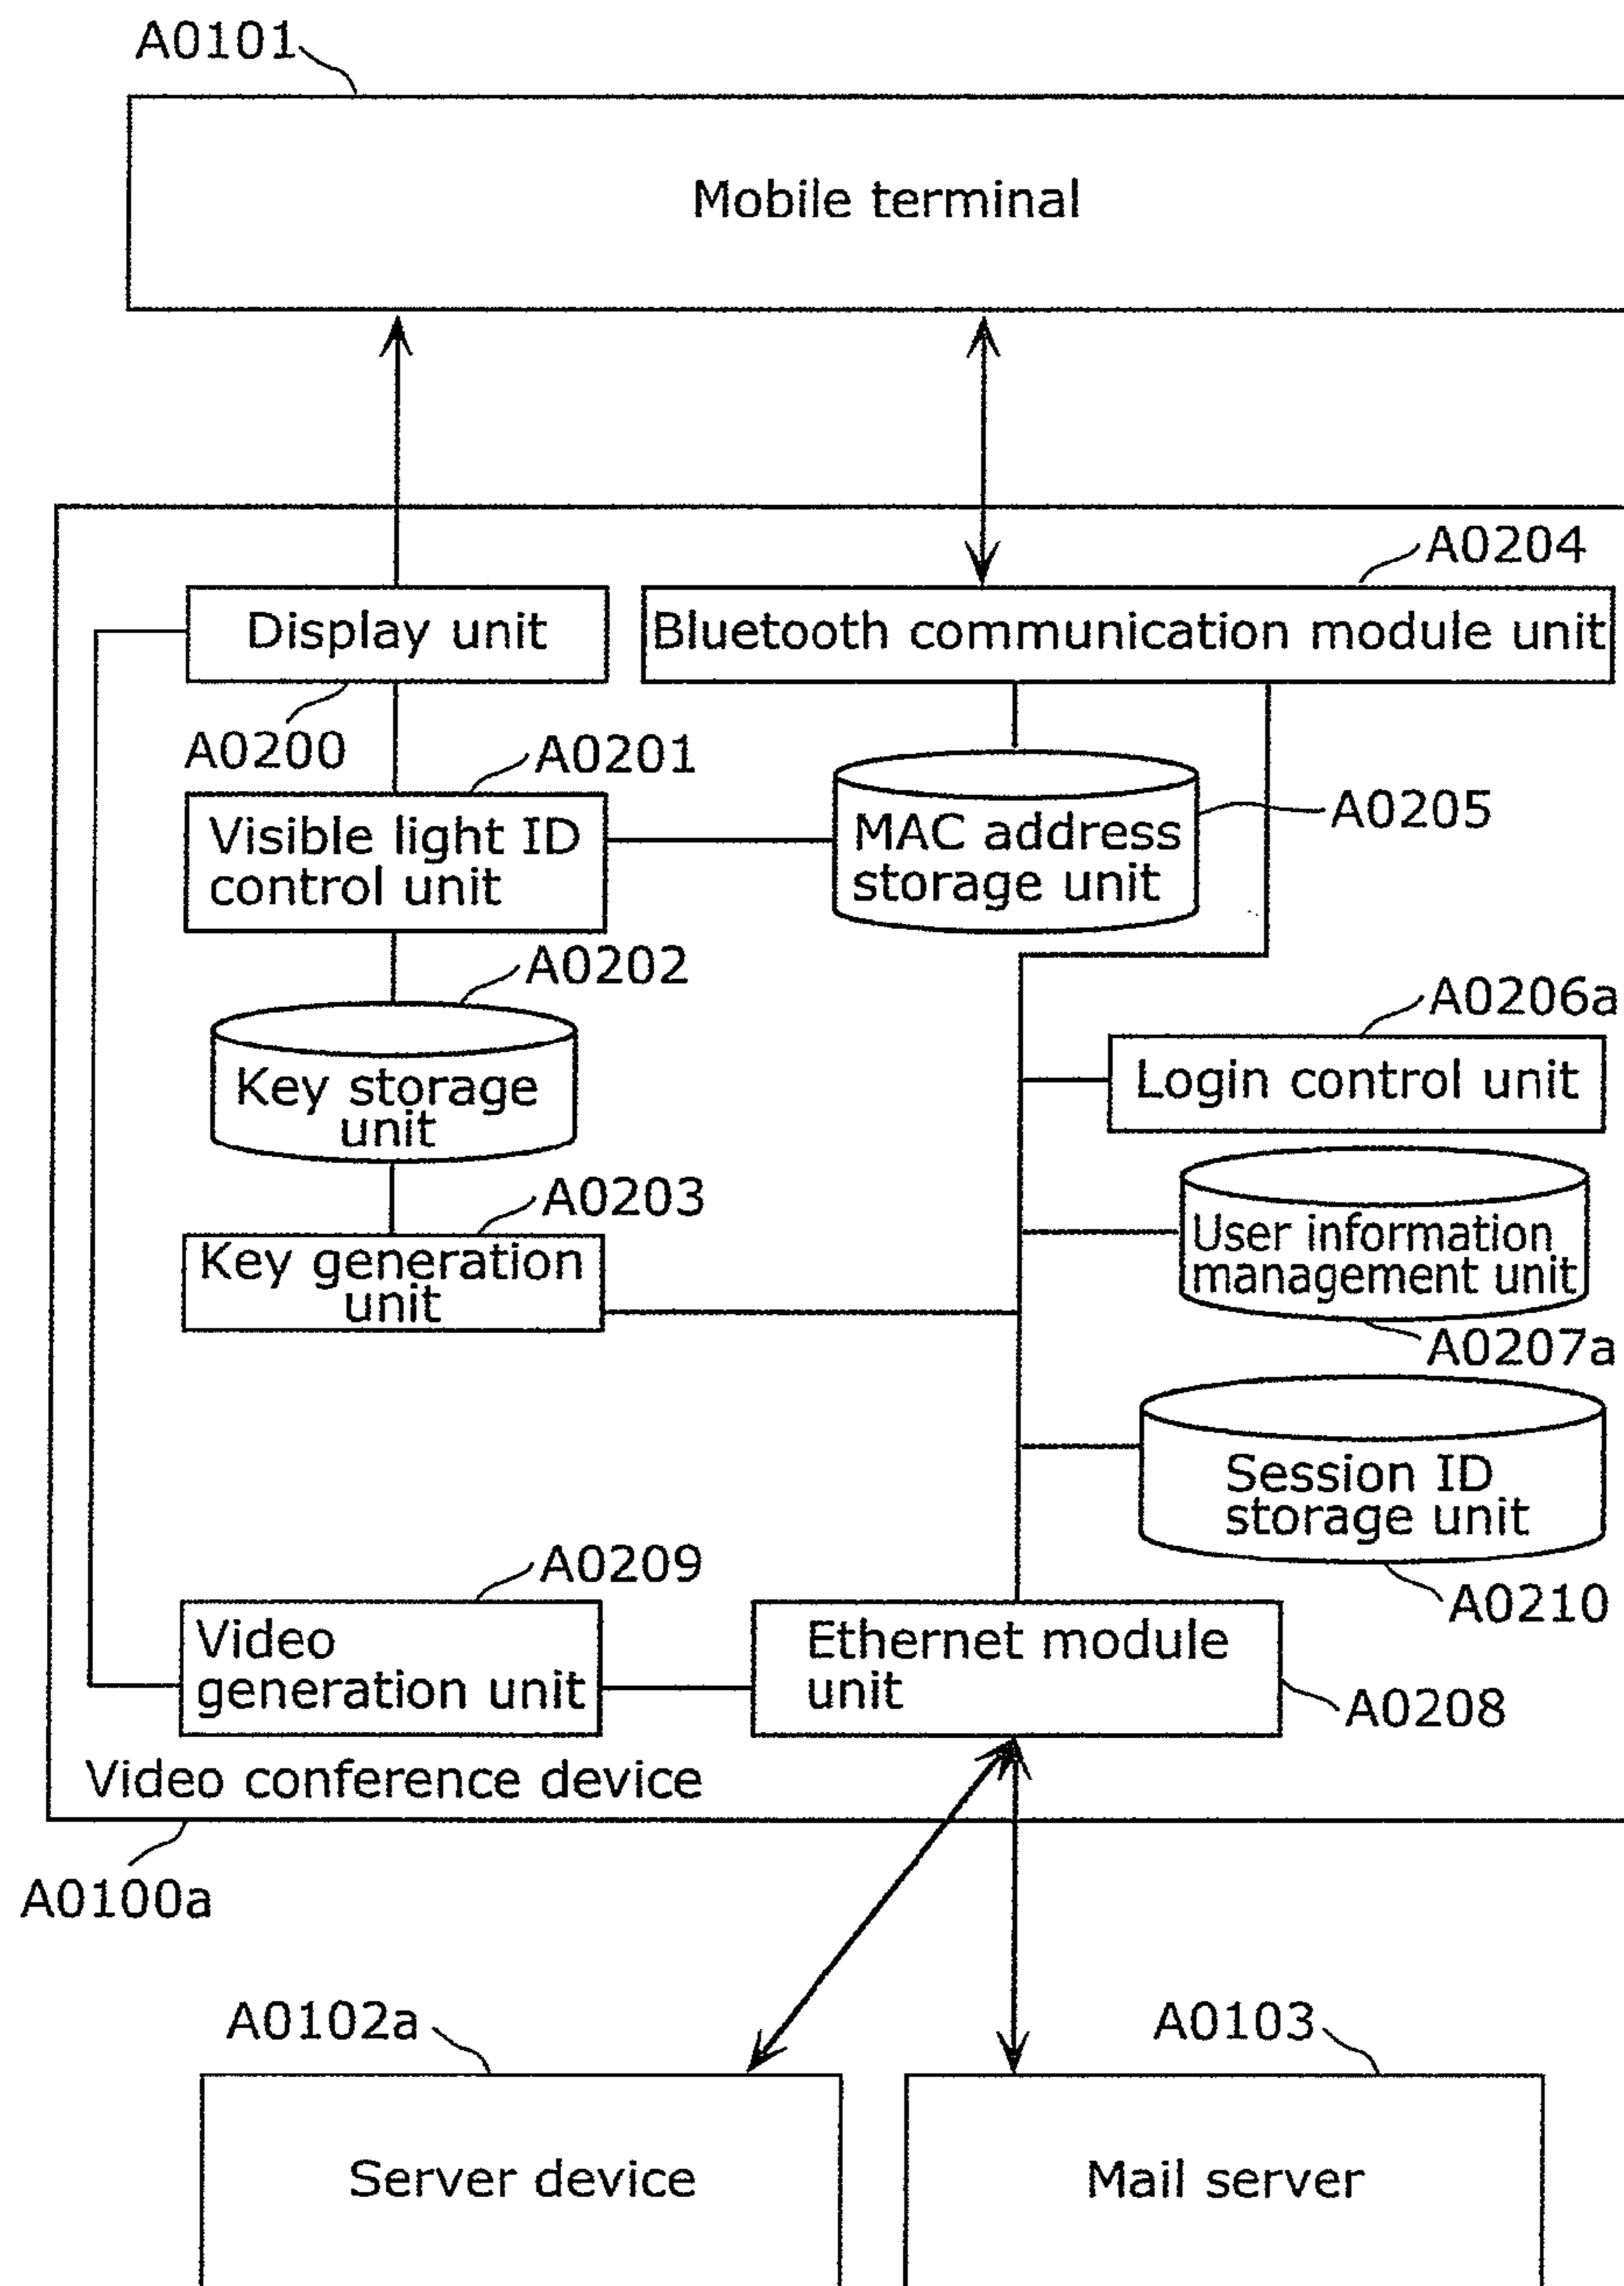 A0101
Mobile terminal
A0204
Display unit
Bluetooth communication module unit
A0200
A0201
Visible light ID
control unit
MAC address
storage unit
A0205
A0202
Key storage
unit
A0206a
Login control unit
A0203
Key generation
unit
User information
management unit
A0207a
Session ID
storage unit
A0210
A0209
Video
generation unit
Ethernet module
unit
A0208
Video conference device
A0100a
A0102a
A0103
Server device
Mail server